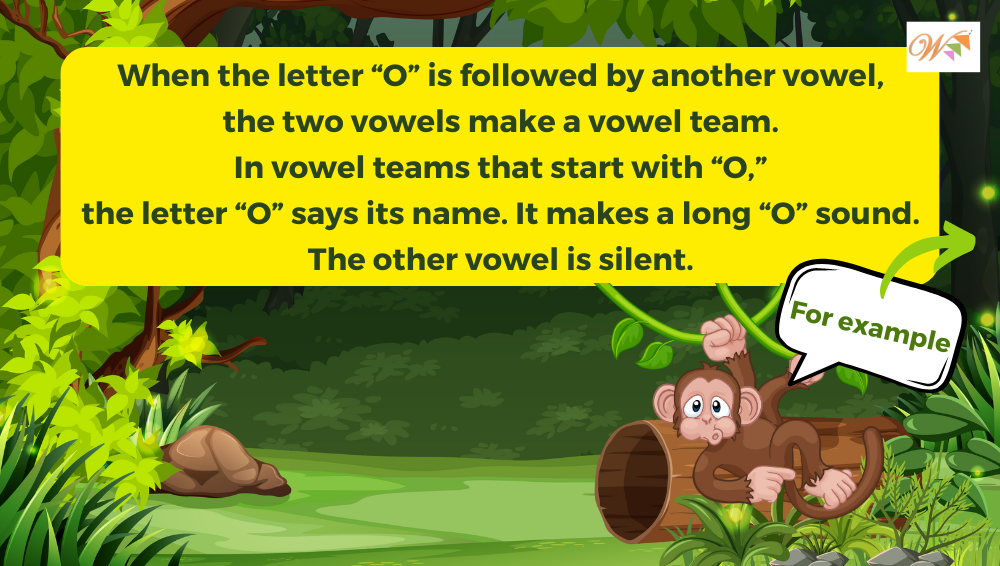 When the letter “O” is followed by another vowel,
the two vowels make a vowel team.
In vowel teams that start with “O,”
the letter “O” says its name. It makes a long “O” sound.
The other vowel is silent.
For example
W